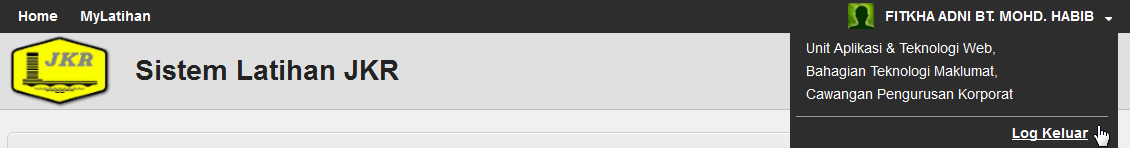 Home MyLatihan FITKHA ADNI BT. MOHD. HABIB
JKR Sistem Latihan JKR
Unit Aplikasi & Teknologi Web,
Bahagian Teknologi Maklumat,
Cawangan Pengurusan Korporat
Log Keluar